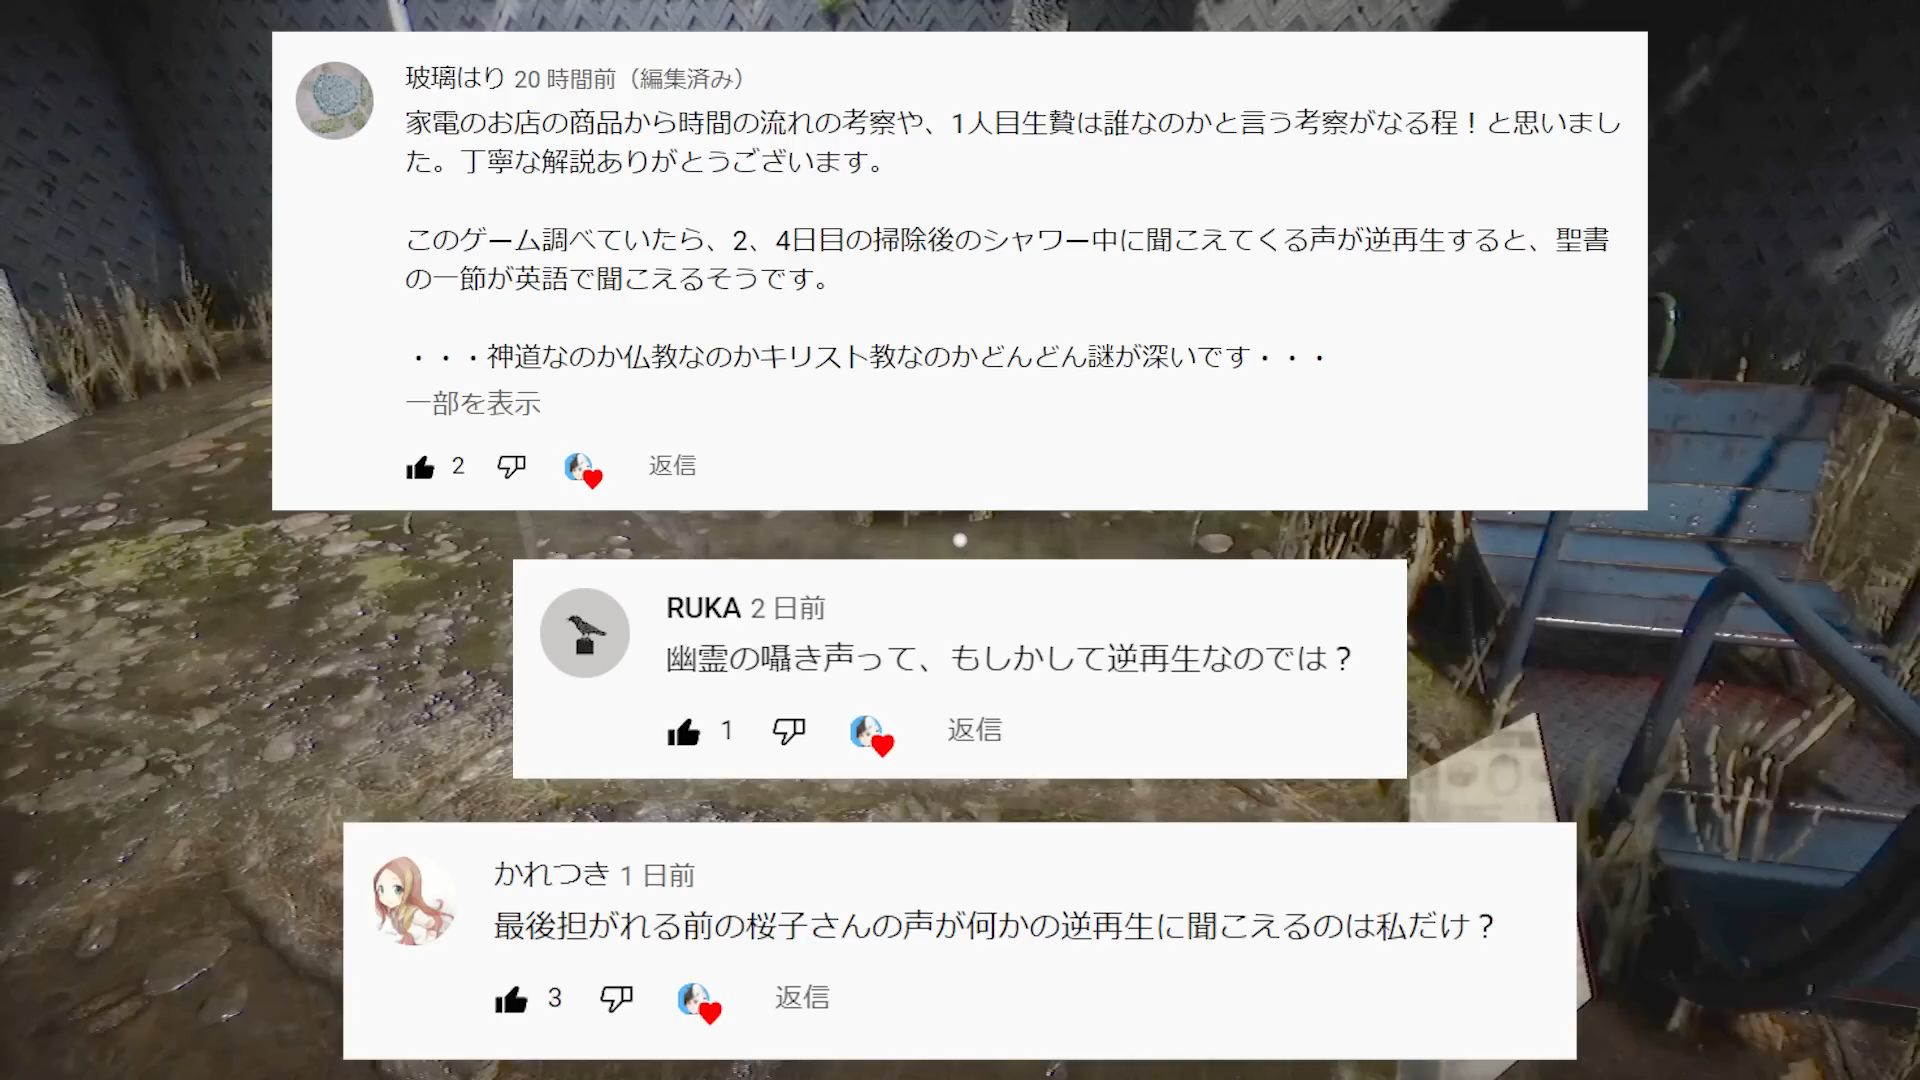 玻璃はり 20 時間前（編集済み）
家電のお店の商品から時間の流れの考察や、1人目生贄は誰なのかと言う考察がなる程！と思いまし
た。丁寧な解説ありがとうございます。
このゲーム調べていたら、2、4日目の掃除後のシャワー中に聞こえてくる声が逆再生すると、聖書
の一節が英語で聞こえるそうです。
・・・神道なのか仏教なのかキリスト教なのかどんどん謎が深いです・・・
一部を表示
2 返信
RUKA 2 日前
幽霊の囁き声って、もしかして逆再生なのでは？
1 返信
かれつき 1 日前
最後担がれる前の桜子さんの声が何かの逆再生に聞こえるのは私だけ？
3 返信